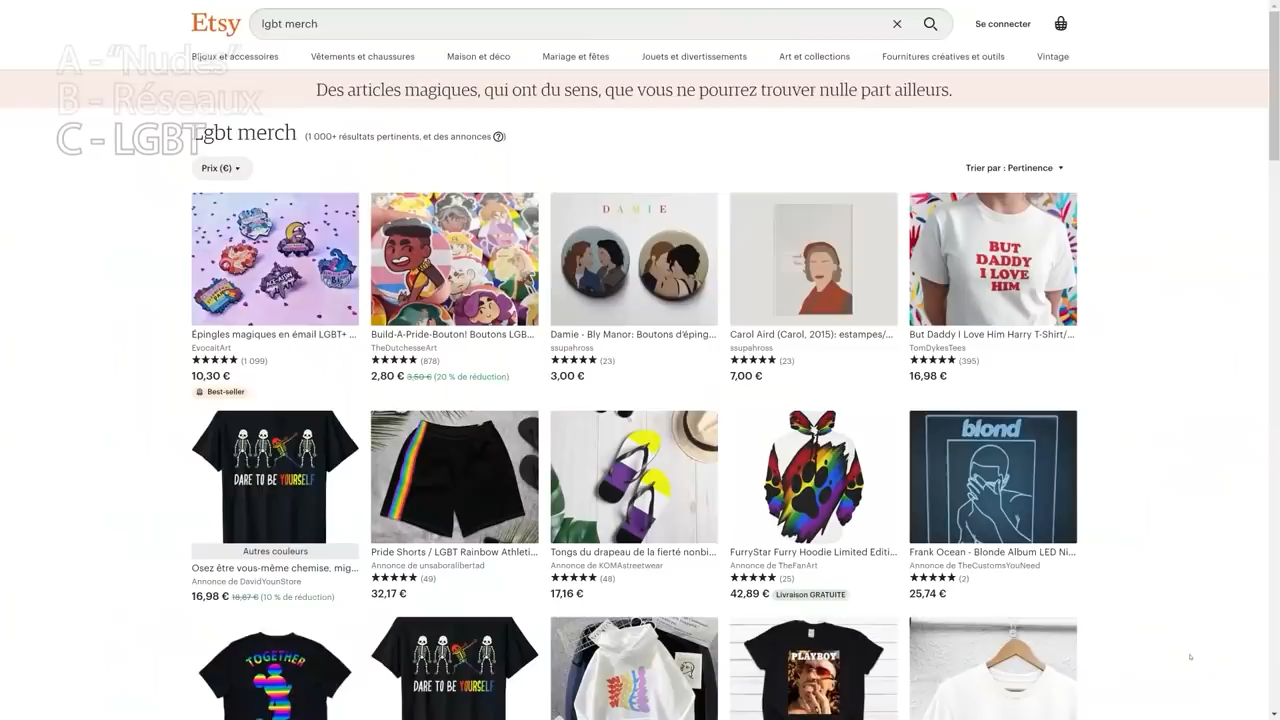 Etsy
lgbt merch
Se connecter
A - "Nudes"
B - Réseaux
C - LGBT
Bijoux et accessoires
Vêtements et chaussures
Maison et déco
Mariage et fêtes
Jouets et divertissements
Art et collections
Fournitures créatives et outils
Vintage
Des articles magiques, qui ont du sens, que vous ne pourrez trouver nulle part ailleurs.
Lgbt merch
(1 000+ résultats pertinents, et des annonces ?)
Prix (€)
Trier par : Pertinence
DAMIE
BUT
DADDY
I LOVE
HIM
Épingles magiques en émail LGBT+ ...
EvocaitArt
(1 099)
10,30 €
Best-seller
Build-A-Pride-Bouton! Boutons LGB...
TheDutchesseArt
(878)
2,80 € 3,50 € (20 % de réduction)
Damie - Bly Manor: Boutons d'éping...
ssupahross
(23)
3,00 €
Carol Aird (Carol, 2015): estampes/...
ssupahross
(23)
7,00 €
But Daddy I Love Him Harry T-Shirt/...
TomDykesTees
(395)
16,98 €
DARE TO BE YOURSELF
blond
Autres couleurs
Osez être vous-même chemise, mig...
Annonce de DavidYounStore
16,98 € 18,87 € (10 % de réduction)
Pride Shorts / LGBT Rainbow Athleti...
Annonce de unsaboralibertad
(49)
32,17 €
Tongs du drapeau de la fierté nonbi...
Annonce de KOMAstreetwear
(48)
17,16 €
FurryStar Furry Hoodie Limited Editi...
Annonce de TheFanArt
(25)
42,89 € Livraison GRATUITE
Frank Ocean - Blonde Album LED Ni...
Annonce de TheCustomsYouNeed
(2)
25,74 €
TOGETHER
DARE TO BE YOURSELF
PLAYBOY